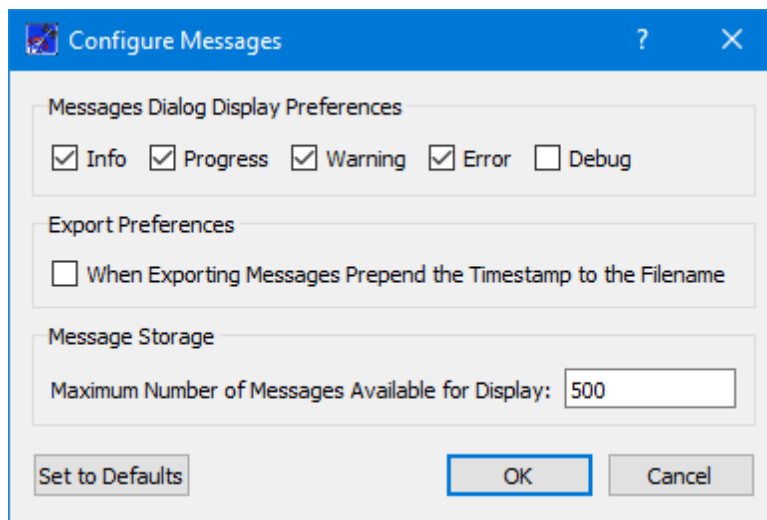 Configure Messages ?
Messages Dialog Display Preferences
Info Progress Warning Error Debug
Export Preferences
When Exporting Messages Prepend the Timestamp to the Filename
Message Storage
Maximum Number of Messages Available for Display: 500
Set to Defaults OK Cancel